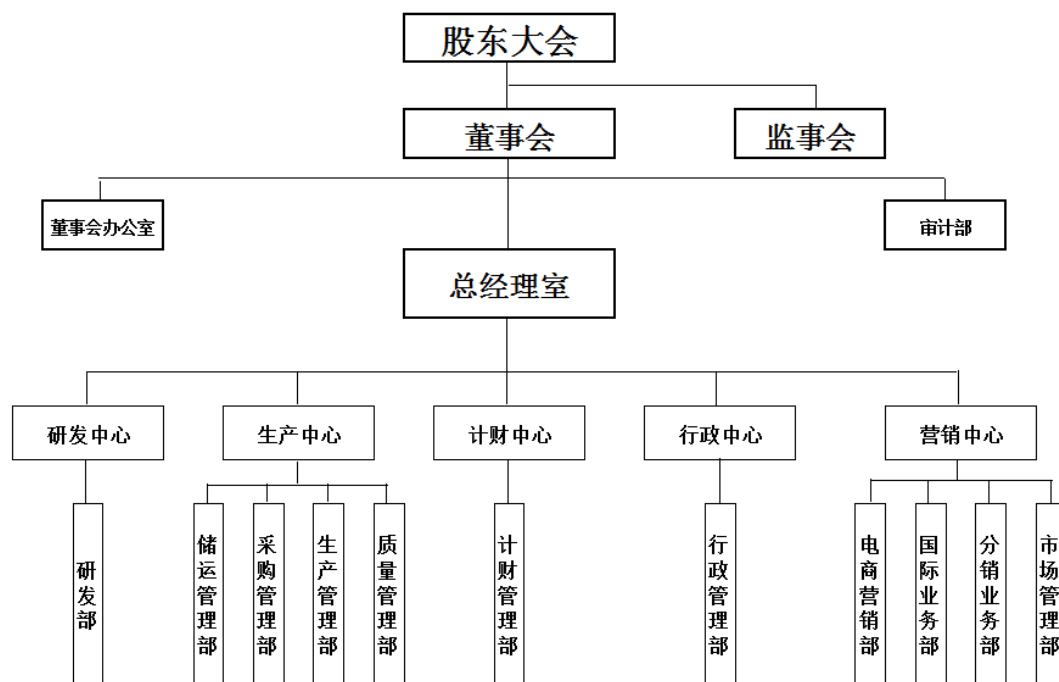 股东大会
董事会
监事会
董事会办公室
审计部
总经理室
研发中心
生产中心
计财中心
行政中心
营销中心
研发部
储运管理部
采购管理部
生产管理部
质量管理部
计财管理部
行政管理部
电商营销部
国际业务部
分销业务部
市场管理部